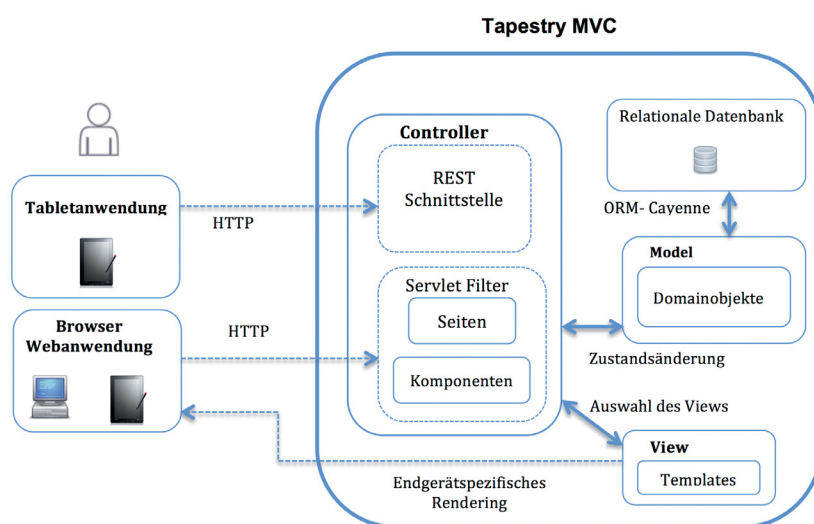 Tapestry MVC
Tabletanwendung
HTTP
Browser
Webanwendung
HTTP
Controller
REST
Schnittstelle
Servlet Filter
Seiten
Komponenten
Relationale Datenbank
ORM- Cayenne
Model
Domainobjekte
Zustandsänderung
Auswahl des Views
View
Templates
Endgerätspezifisches
Rendering